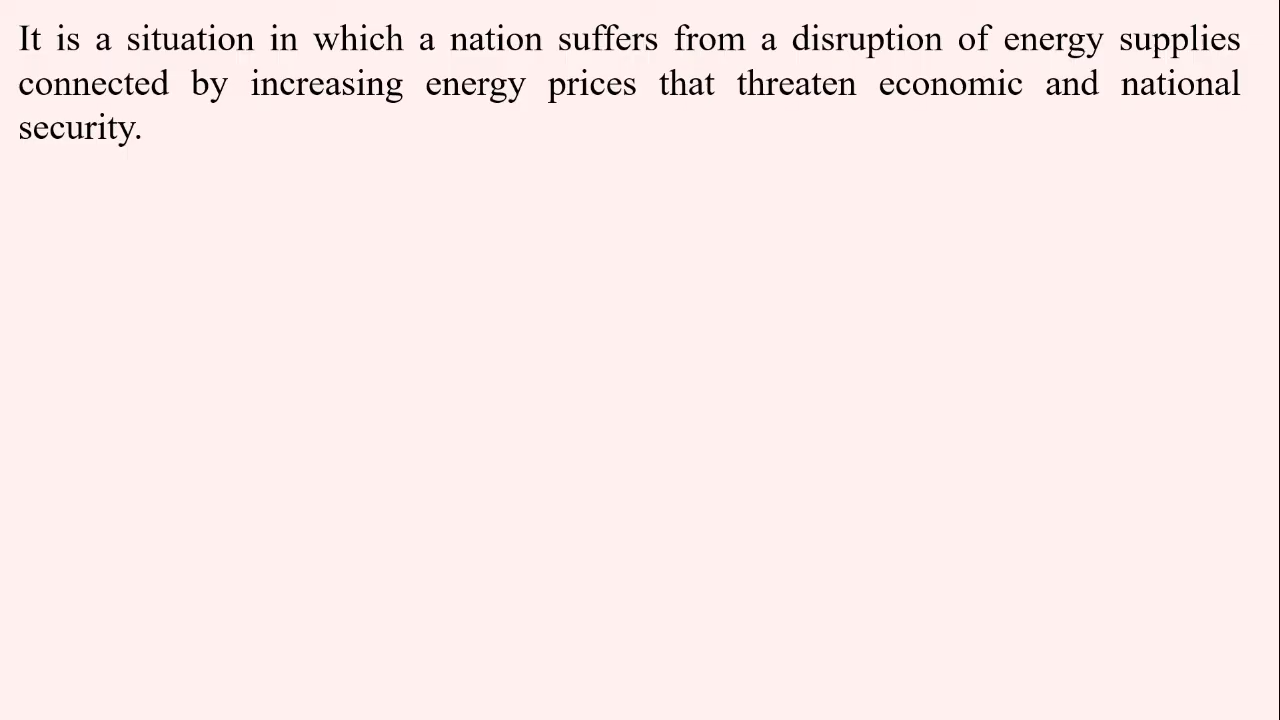 It is a situation in which a nation suffers from a disruption of energy supplies
connected by increasing energy prices that threaten economic and national
security.